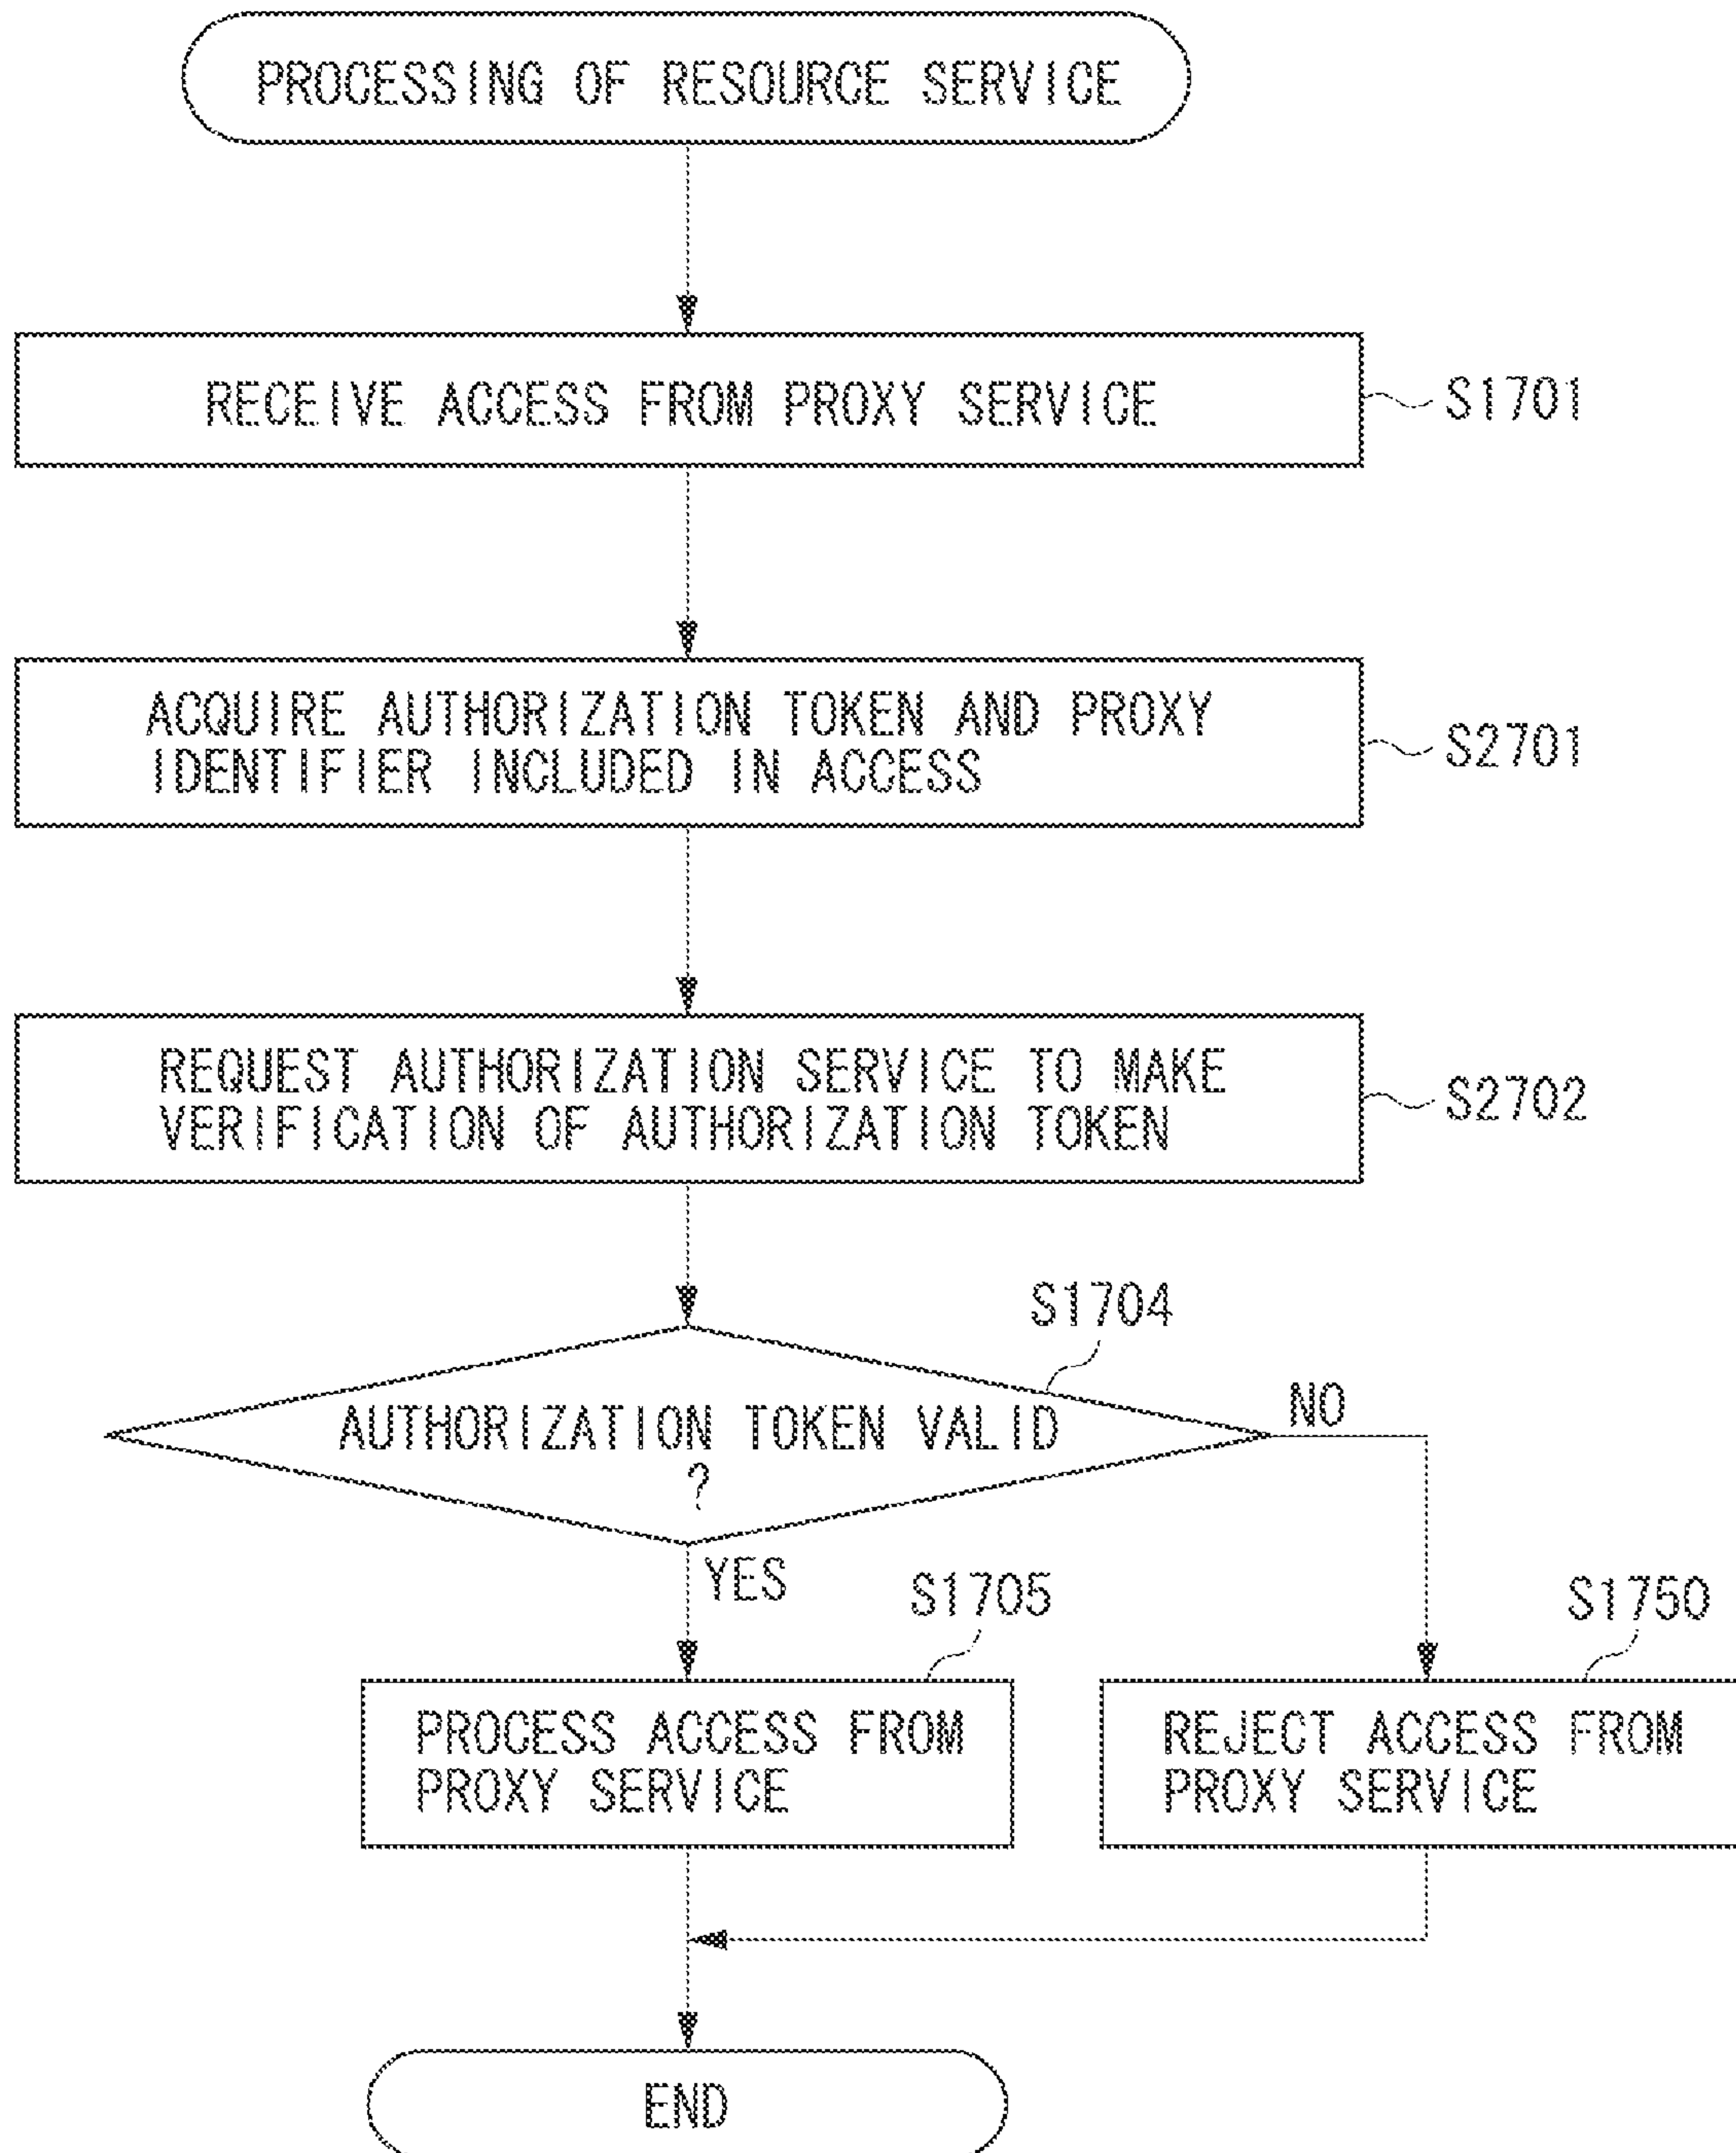 PROCESSING OF RESOURCE SERVICE
RECEIVE ACCESS FROM PROXY SERVICE
S1701
ACQUIRE AUTHORIZATION TOKEN AND PROXY
IDENTIFIER INCLUDED IN ACCESS
S2701
REQUEST AUTHORIZATION SERVICE TO MAKE
VERIFICATION OF AUTHORIZATION TOKEN
S2702
S1704
AUTHORIZATION TOKEN VALID
?
NO
YES
S1705
S1750
PROCESS ACCESS FROM
PROXY SERVICE
REJECT ACCESS FROM
PROXY SERVICE
END